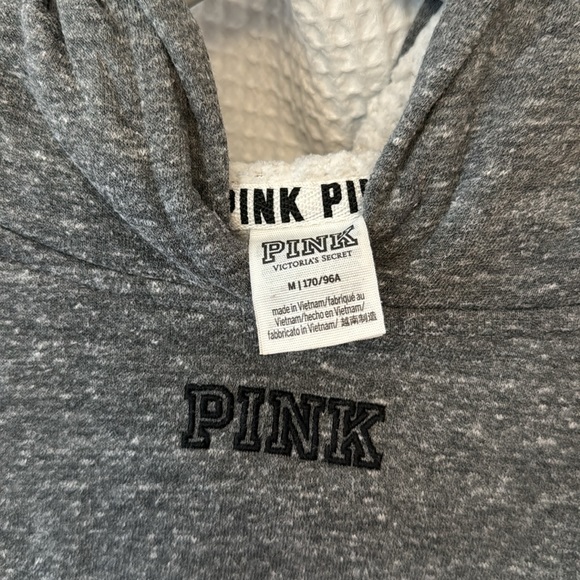 PINK PI
PINK
VICTORIA'S SECRET
M | 170/96A
made in Vietnam/fabriqué au
Vietnam/hecho en Vietnam/
fabbricato in Vietnam/ 越南制造
PINK